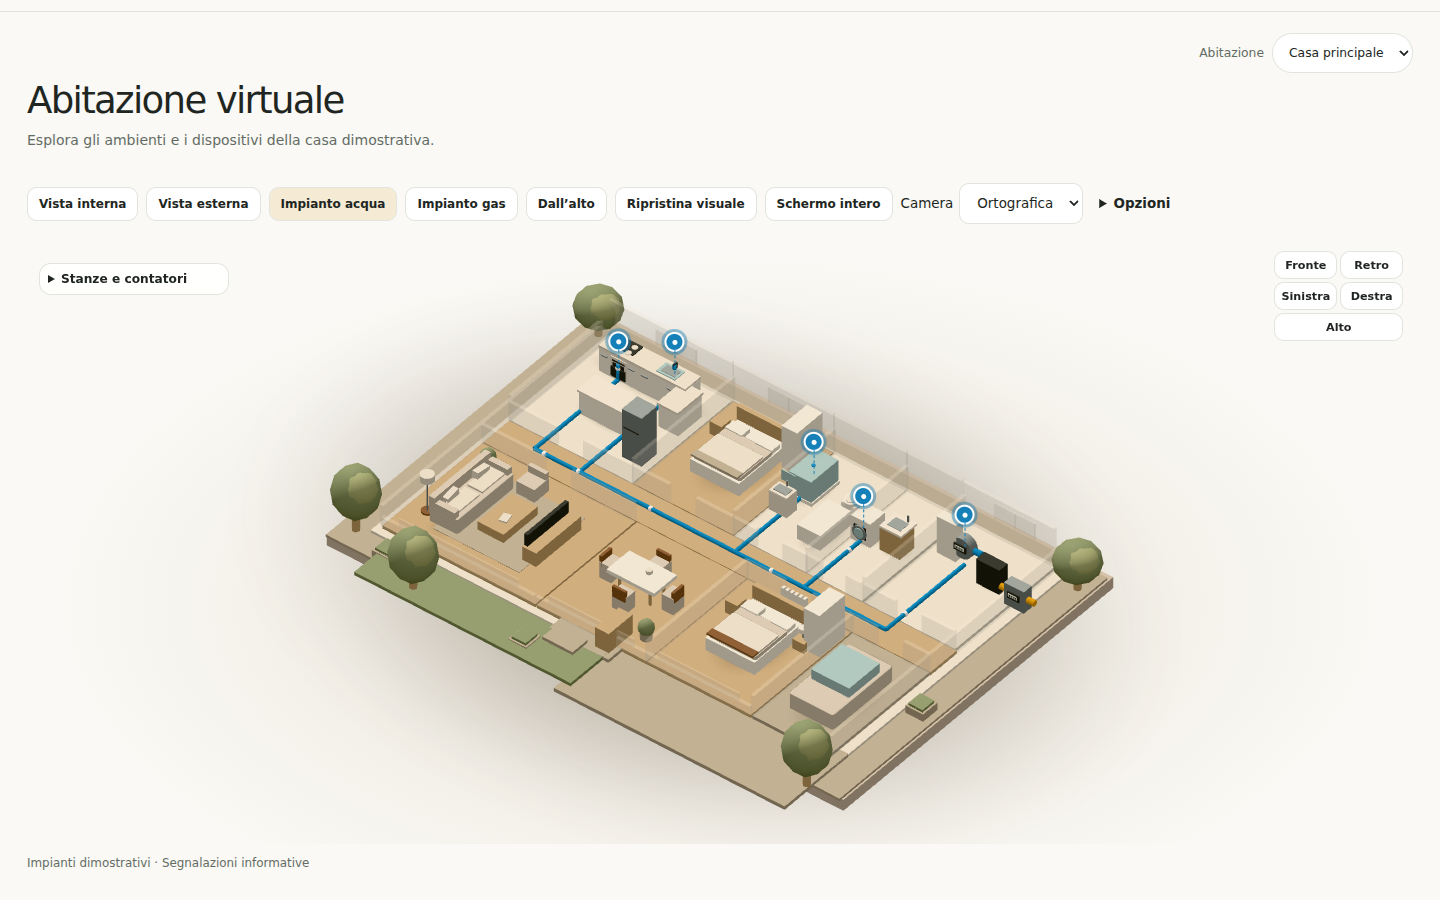 Abitazione Casa principale
Abitazione virtuale
Esplora gli ambienti e i dispositivi della casa dimostrativa.
Vista interna Vista esterna Impianto acqua Impianto gas Dall’alto Ripristina visuale Schermo intero Camera Ortografica Opzioni
Stanze e contatori
Fronte Retro
Sinistra Destra
Alto
Impianti dimostrativi · Segnalazioni informative